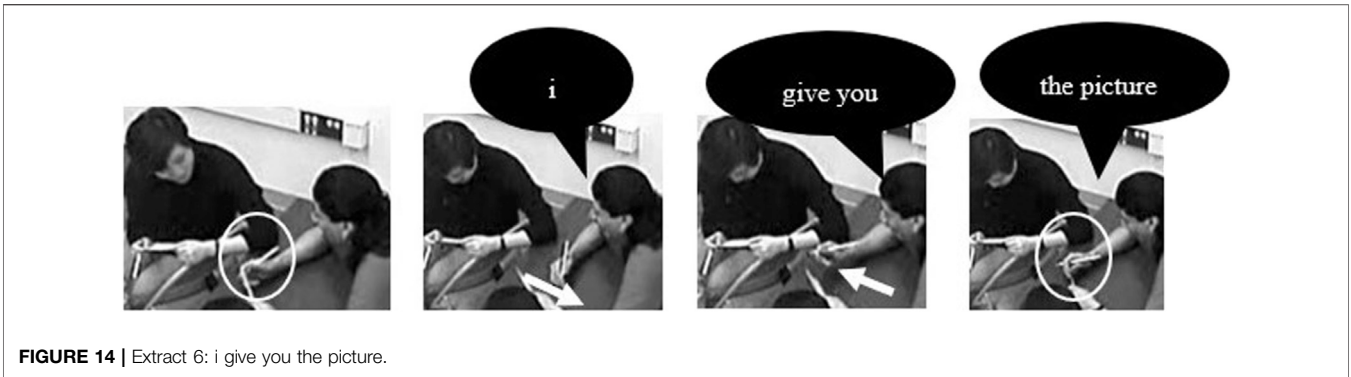 i
give you
the picture
FIGURE 14 | Extract 6: i give you the picture.